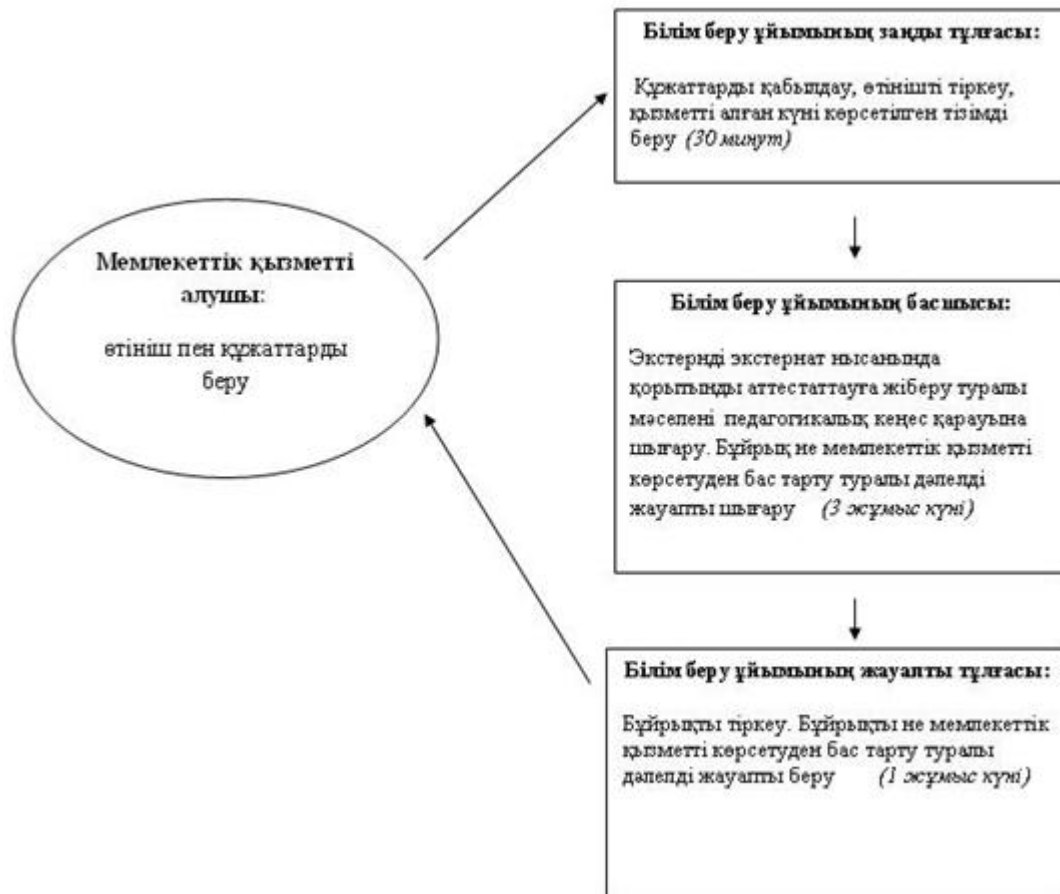 Мемлекеттік қызметті
алушы:
өтініш пен құжаттарды
беру
Білім беру ұйымының заңды тұлғасы:
Құжаттарды қабылдау, өтінішті тіркеу,
қызметті алған күні көрсетілген тізімді
беру (30 минут)
Білім беру ұйымының басшысы:
Экстернді экстернат нысанында
қорытынды аттестаттауға жіберу туралы
мәселені педагогикалық кеңес қарауына
шығару. Бұйрық не мемлекеттік қызметті
көрсетуден бас тарту туралы дәлелді
жауапты шығару (3 жұмыс күні)
Білім беру ұйымының жауапты тұлғасы:
Бұйрықты тіркеу. Бұйрықты не мемлекеттік
қызметті көрсетуден бас тарту туралы
дәлелді жауапты беру (1 жұмыс күні)